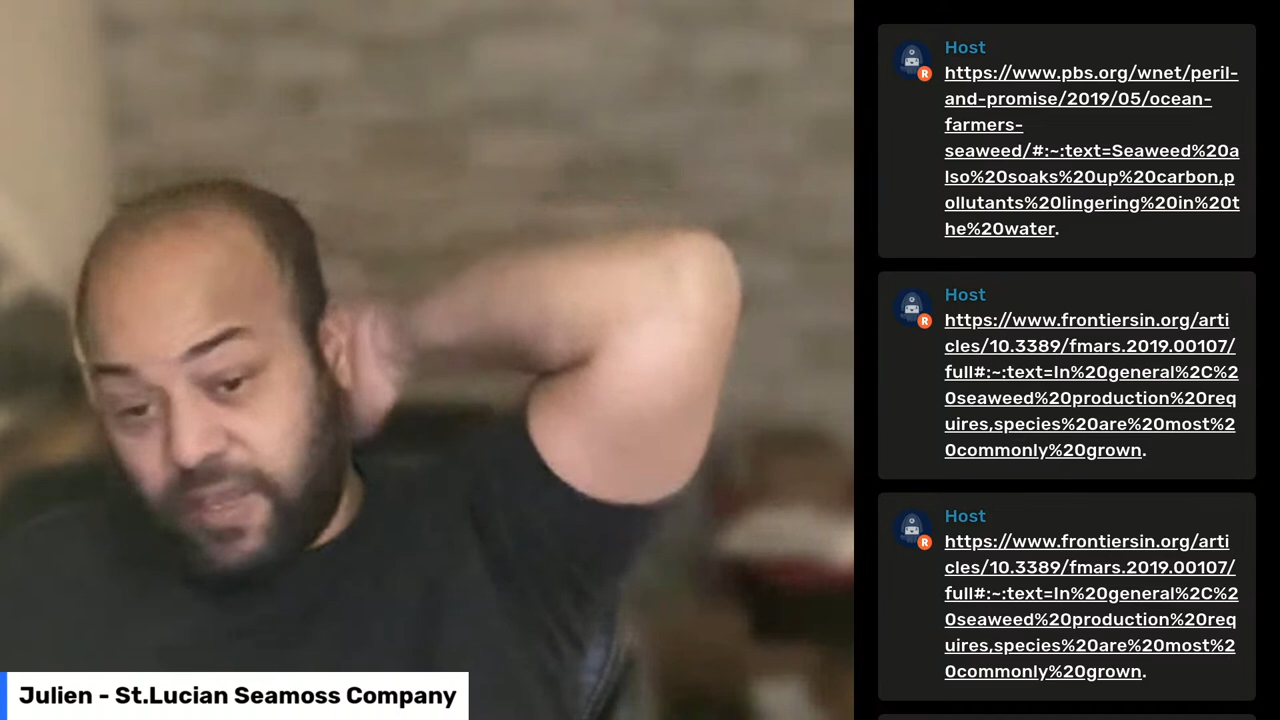 Host
https://www.pbs.org/wnet/peril-
and-promise/2019/05/ocean-
farmers-
seaweed/#:~:text=Seaweed%20a
lso%20soaks%20up%20carbon,p
ollutants%20lingering%20in%20t
he%20water.
Host
https://www.frontiersin.org/arti
cles/10.3389/fmars.2019.00107/
full#:~:text=In%20general%2C%2
0seaweed%20production%20req
uires,species%20are%20most%2
0commonly%20grown.
Host
https://www.frontiersin.org/arti
cles/10.3389/fmars.2019.00107/
full#:~:text=In%20general%2C%2
0seaweed%20production%20req
uires,species%20are%20most%2
0commonly%20grown.
Julien - St.Lucian Seamoss Company